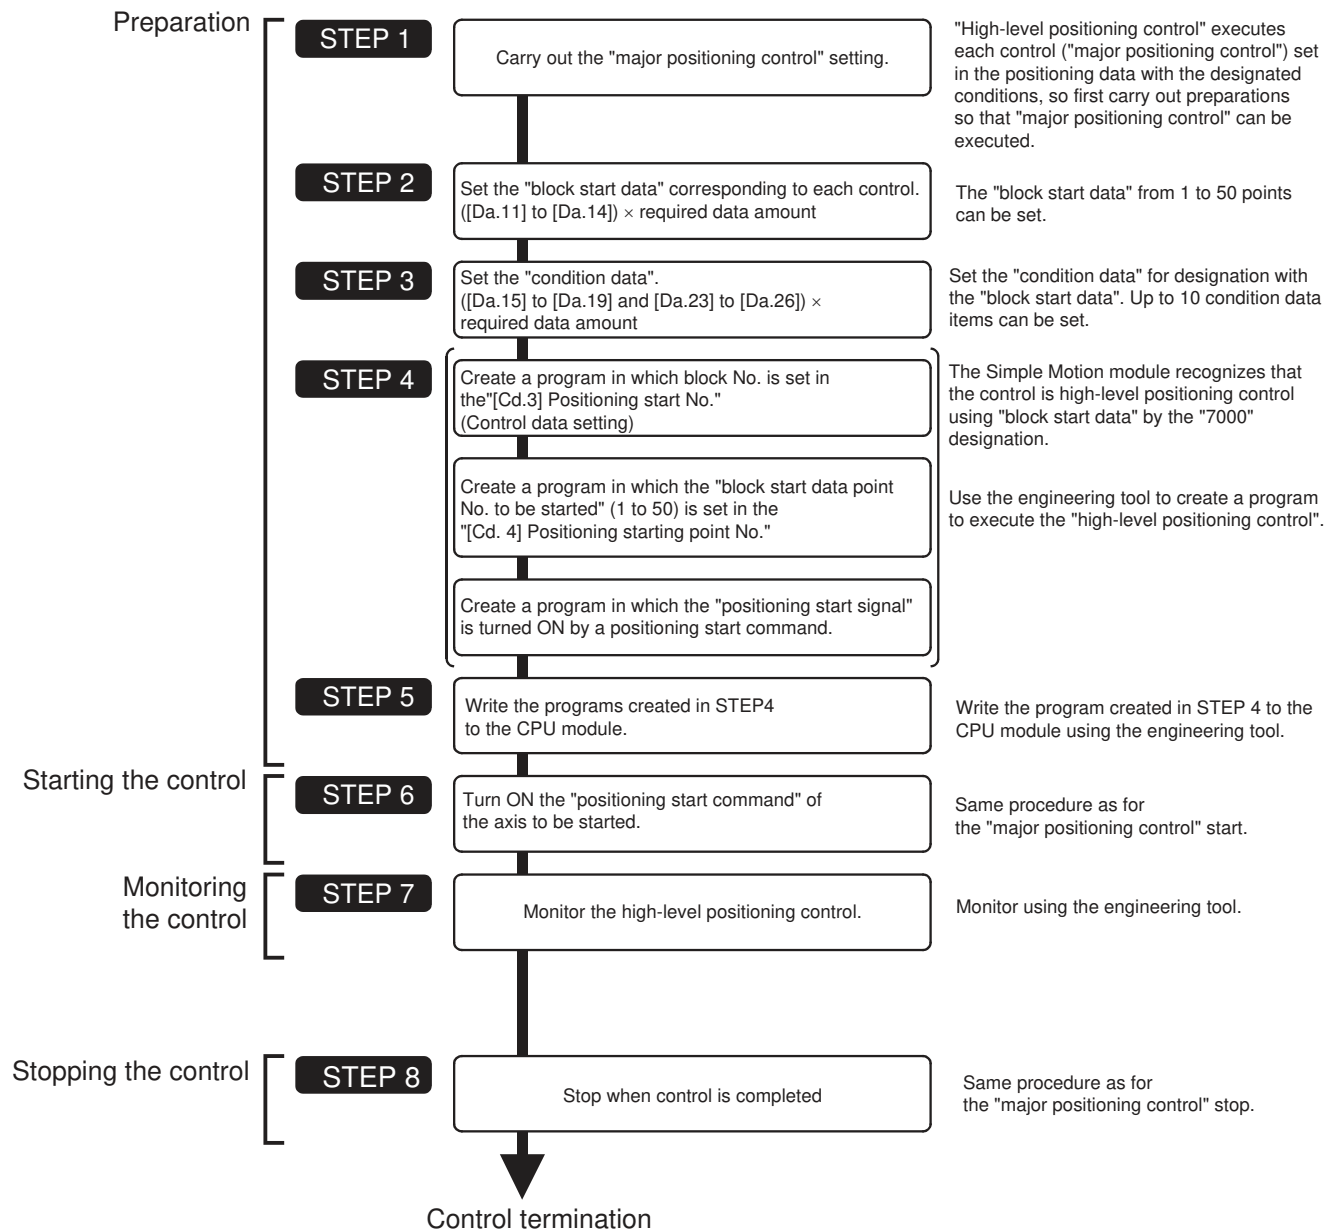 Preparation
STEP 1
Carry out the "major positioning control" setting.
"High-level positioning control" executes
each control ("major positioning control") set
in the positioning data with the designated
conditions, so first carry out preparations
so that "major positioning control" can be
executed.
STEP 2
Set the "block start data" corresponding to each control.
([Da.11] to [Da.14]) × required data amount
The "block start data" from 1 to 50 points
can be set.
STEP 3
Set the "condition data".
([Da.15] to [Da.19] and [Da.23] to [Da.26]) ×
required data amount
Set the "condition data" for designation with
the "block start data". Up to 10 condition data
items can be set.
STEP 4
Create a program in which block No. is set in
the"[Cd.3] Positioning start No."
(Control data setting)
The Simple Motion module recognizes that
the control is high-level positioning control
using "block start data" by the "7000"
designation.
Create a program in which the "block start data point
No. to be started" (1 to 50) is set in the
"[Cd. 4] Positioning starting point No."
Use the engineering tool to create a program
to execute the "high-level positioning control".
Create a program in which the "positioning start signal"
is turned ON by a positioning start command.
STEP 5
Write the programs created in STEP4
to the CPU module.
Write the program created in STEP 4 to the
CPU module using the engineering tool.
Starting the control
STEP 6
Turn ON the "positioning start command" of
the axis to be started.
Same procedure as for
the "major positioning control" start.
Monitoring
the control
STEP 7
Monitor the high-level positioning control.
Monitor using the engineering tool.
Stopping the control
STEP 8
Stop when control is completed
Same procedure as for
the "major positioning control" stop.
Control termination